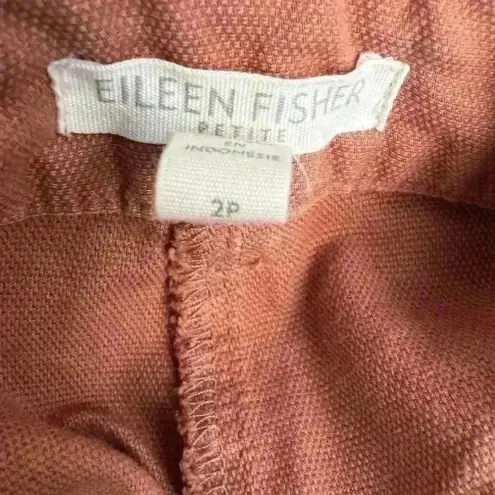 EILEEN FISHER
PETITE
EN
INDONESIE
2P